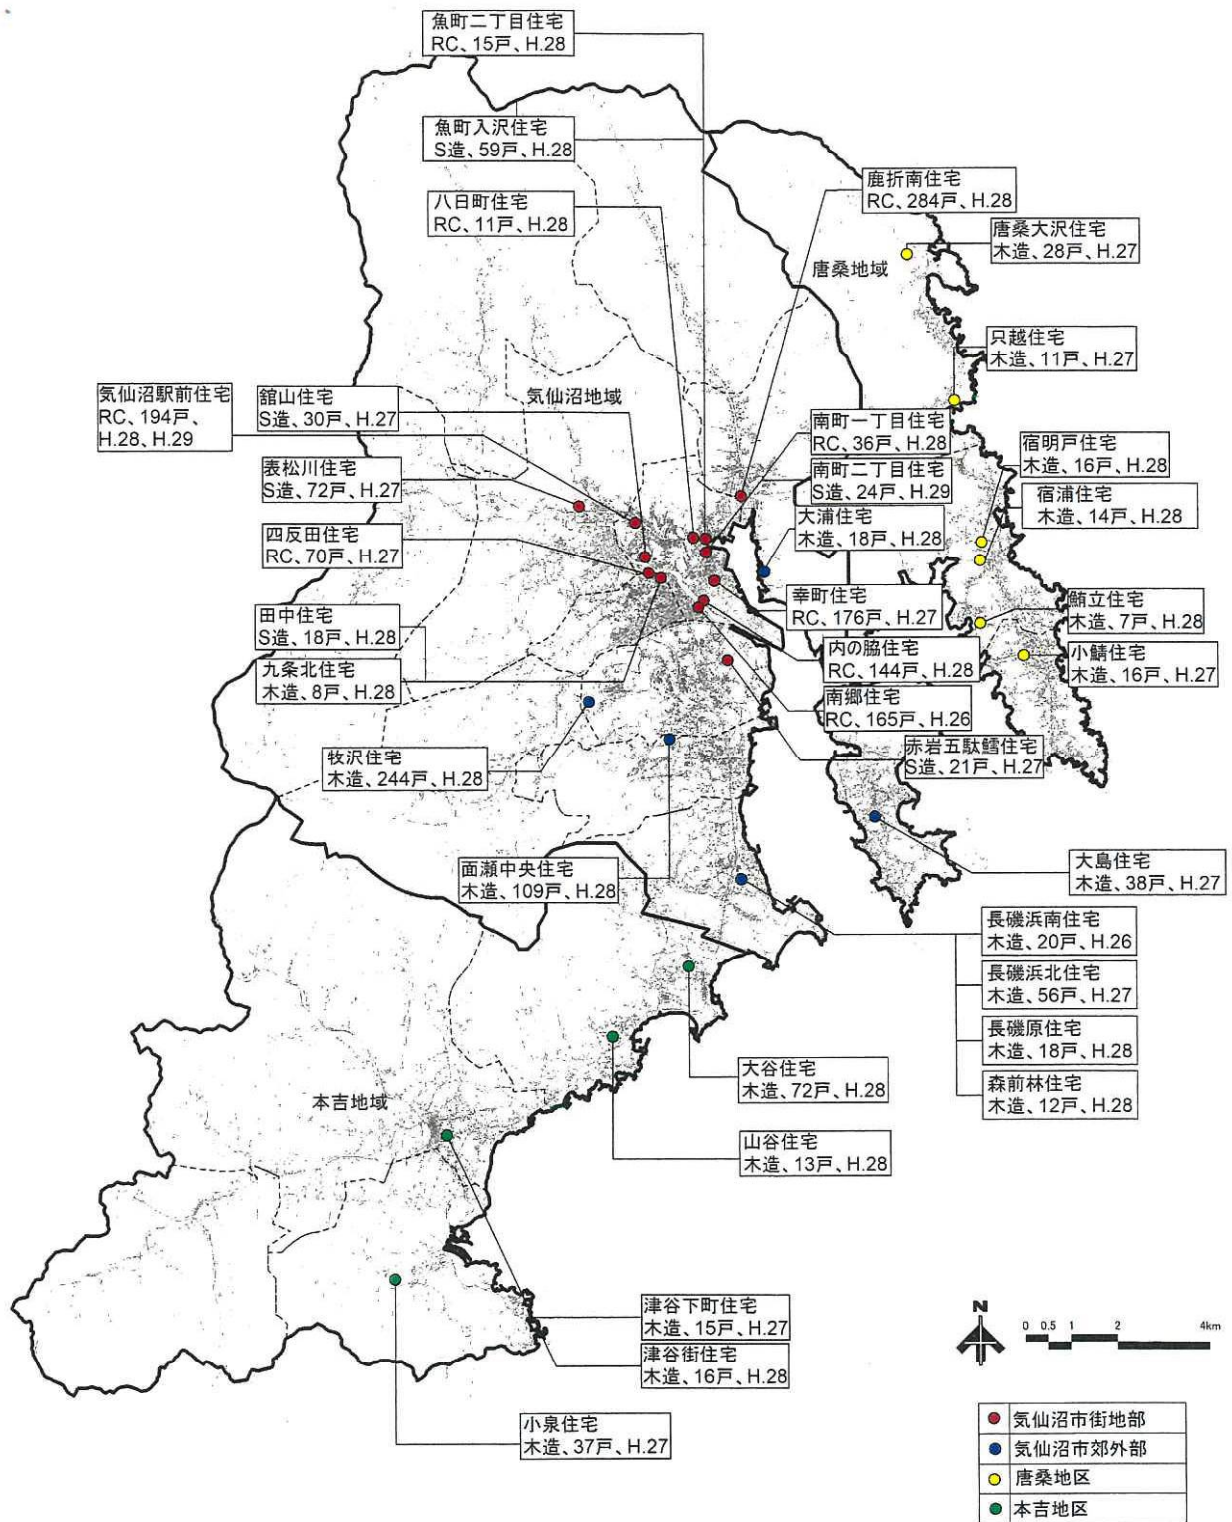 魚町二丁目住宅
RC、15戸、H.28
魚町入沢住宅
S造、59戸、H.28
八日町住宅
RC、11戸、H.28
鹿折南住宅
RC、284戸、H.28
唐桑大沢住宅
木造、28戸、H.27
唐桑地域
只越住宅
木造、11戸、H.27
気仙沼駅前住宅
RC、194戸、
H.28、H.29
舘山住宅
S造、30戸、H.27
気仙沼地域
南町一丁目住宅
RC、36戸、H.28
宿明戸住宅
木造、16戸、H.28
表松川住宅
S造、72戸、H.27
南町二丁目住宅
S造、24戸、H.29
宿浦住宅
木造、14戸、H.28
四反田住宅
RC、70戸、H.27
大浦住宅
木造、18戸、H.28
幸町住宅
RC、176戸、H.27
鮪立住宅
木造、7戸、H.28
田中住宅
S造、18戸、H.28
内の脇住宅
RC、144戸、H.28
小鯖住宅
木造、16戸、H.27
九条北住宅
木造、8戸、H.28
南郷住宅
RC、165戸、H.26
赤岩五駄鱈住宅
S造、21戸、H.27
牧沢住宅
木造、244戸、H.28
面瀬中央住宅
木造、109戸、H.28
大島住宅
木造、38戸、H.27
長磯浜南住宅
木造、20戸、H.26
長磯浜北住宅
木造、56戸、H.27
長磯原住宅
木造、18戸、H.28
森前林住宅
木造、12戸、H.28
大谷住宅
木造、72戸、H.28
本吉地域
山谷住宅
木造、13戸、H.28
津谷下町住宅
木造、15戸、H.27
津谷街住宅
木造、16戸、H.28
小泉住宅
木造、37戸、H.27
N
0 0.5 1 2 4km
気仙沼市街地部
気仙沼市郊外部
唐桑地区
本吉地区